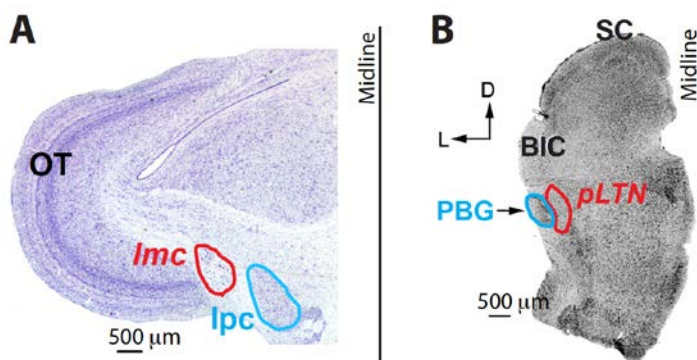 A
OT
Imc
Ipc
500 μm
Midline
B
SC
D
L
BIC
pLTN
PBG
500 μm
Midline